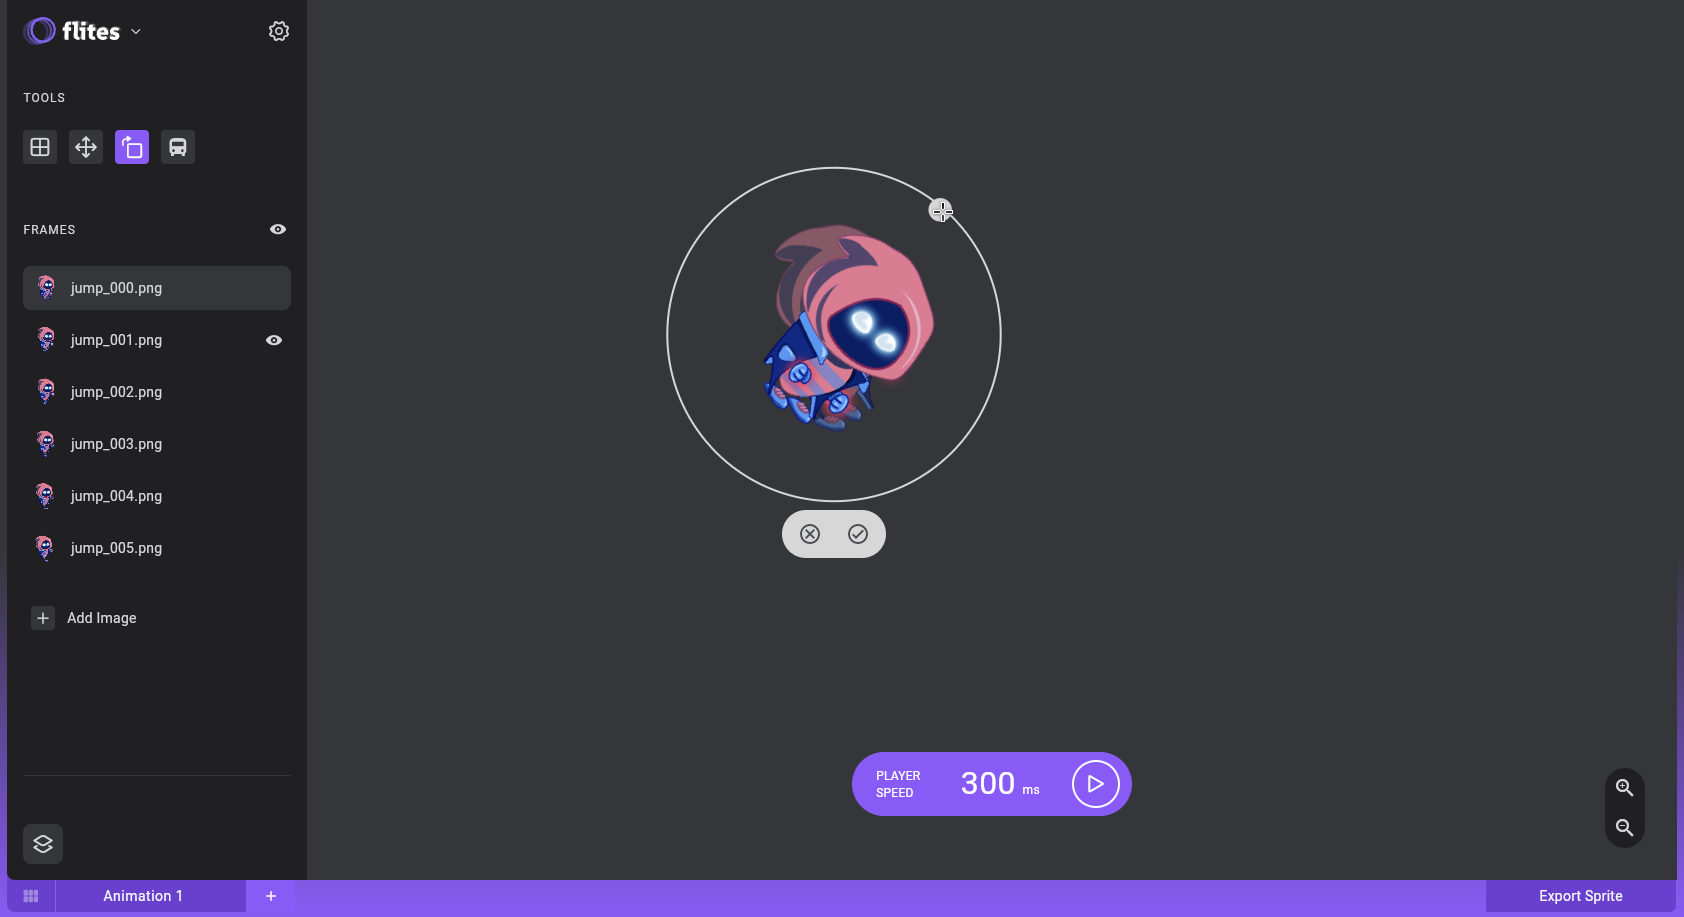 flites
TOOLS
FRAMES
jump_000.png
jump_001.png
jump_002.png
jump_003.png
jump_004.png
jump_005.png
Add Image
PLAYER
SPEED
300 ms
Animation 1
Export Sprite